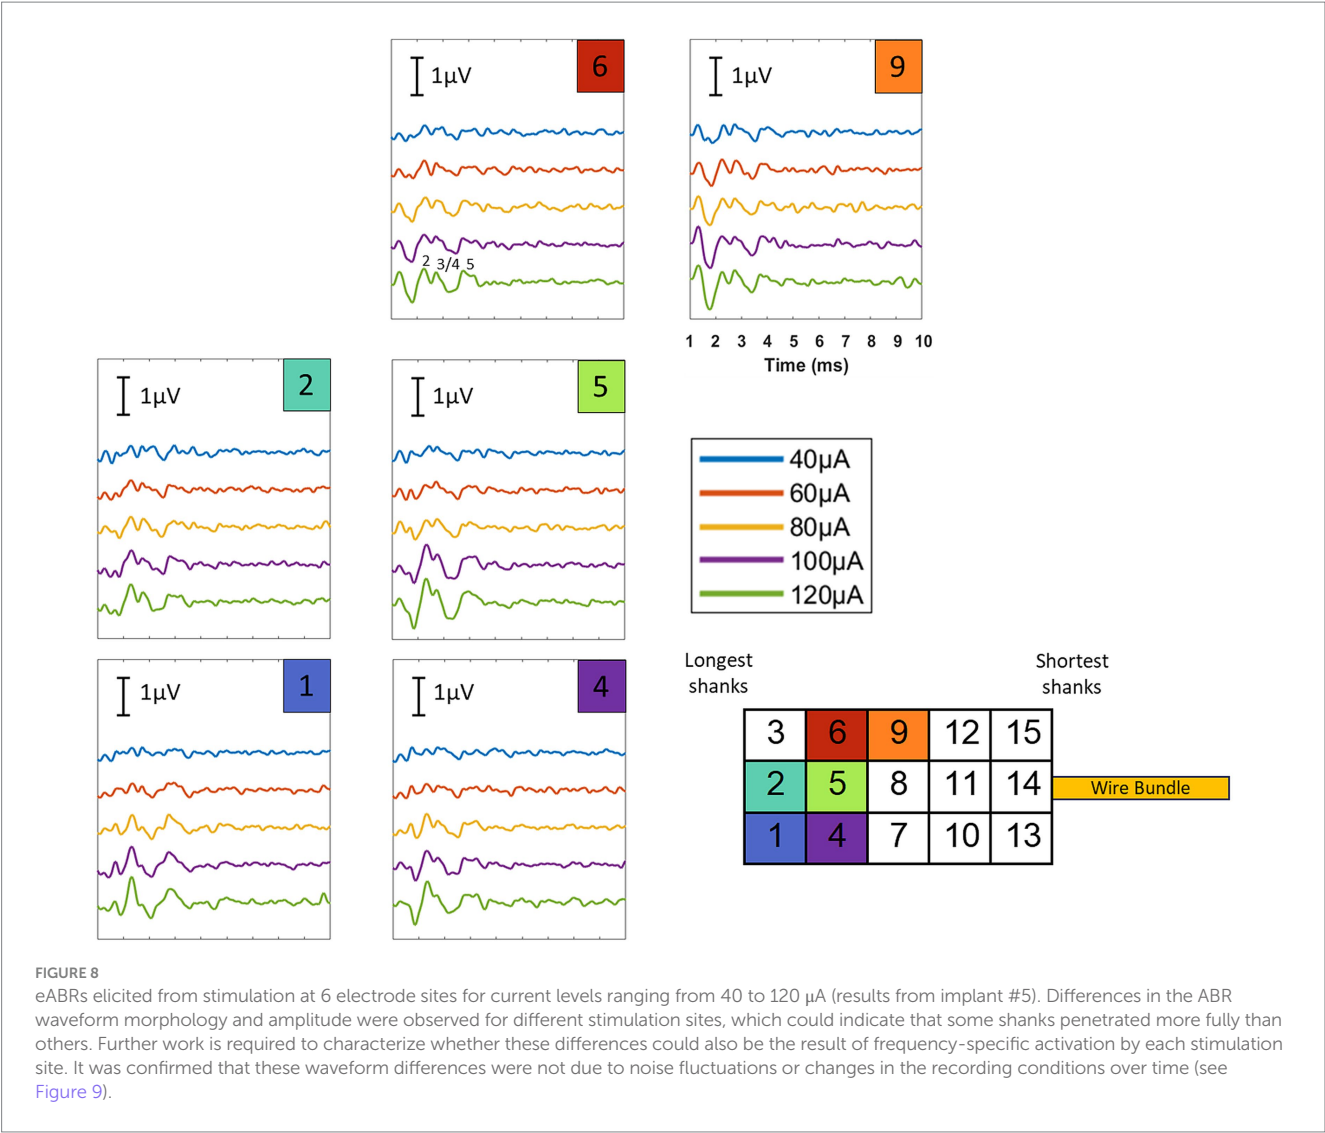 1µV
6
1µV
9
2 3/4 5
1 2 3 4 5 6 7 8 9 10
Time (ms)
1µV
2
1µV
5
40µA
60µA
80µA
100µA
120µA
1µV
1
1µV
4
Longest
shanks
Shortest
shanks
3 6 9 12 15
2 5 8 11 14
Wire Bundle
1 4 7 10 13
FIGURE 8
eABRs elicited from stimulation at 6 electrode sites for current levels ranging from 40 to 120 µA (results from implant #5). Differences in the ABR
waveform morphology and amplitude were observed for different stimulation sites, which could indicate that some shanks penetrated more fully than
others. Further work is required to characterize whether these differences could also be the result of frequency-specific activation by each stimulation
site. It was confirmed that these waveform differences were not due to noise fluctuations or changes in the recording conditions over time (see
Figure 9).